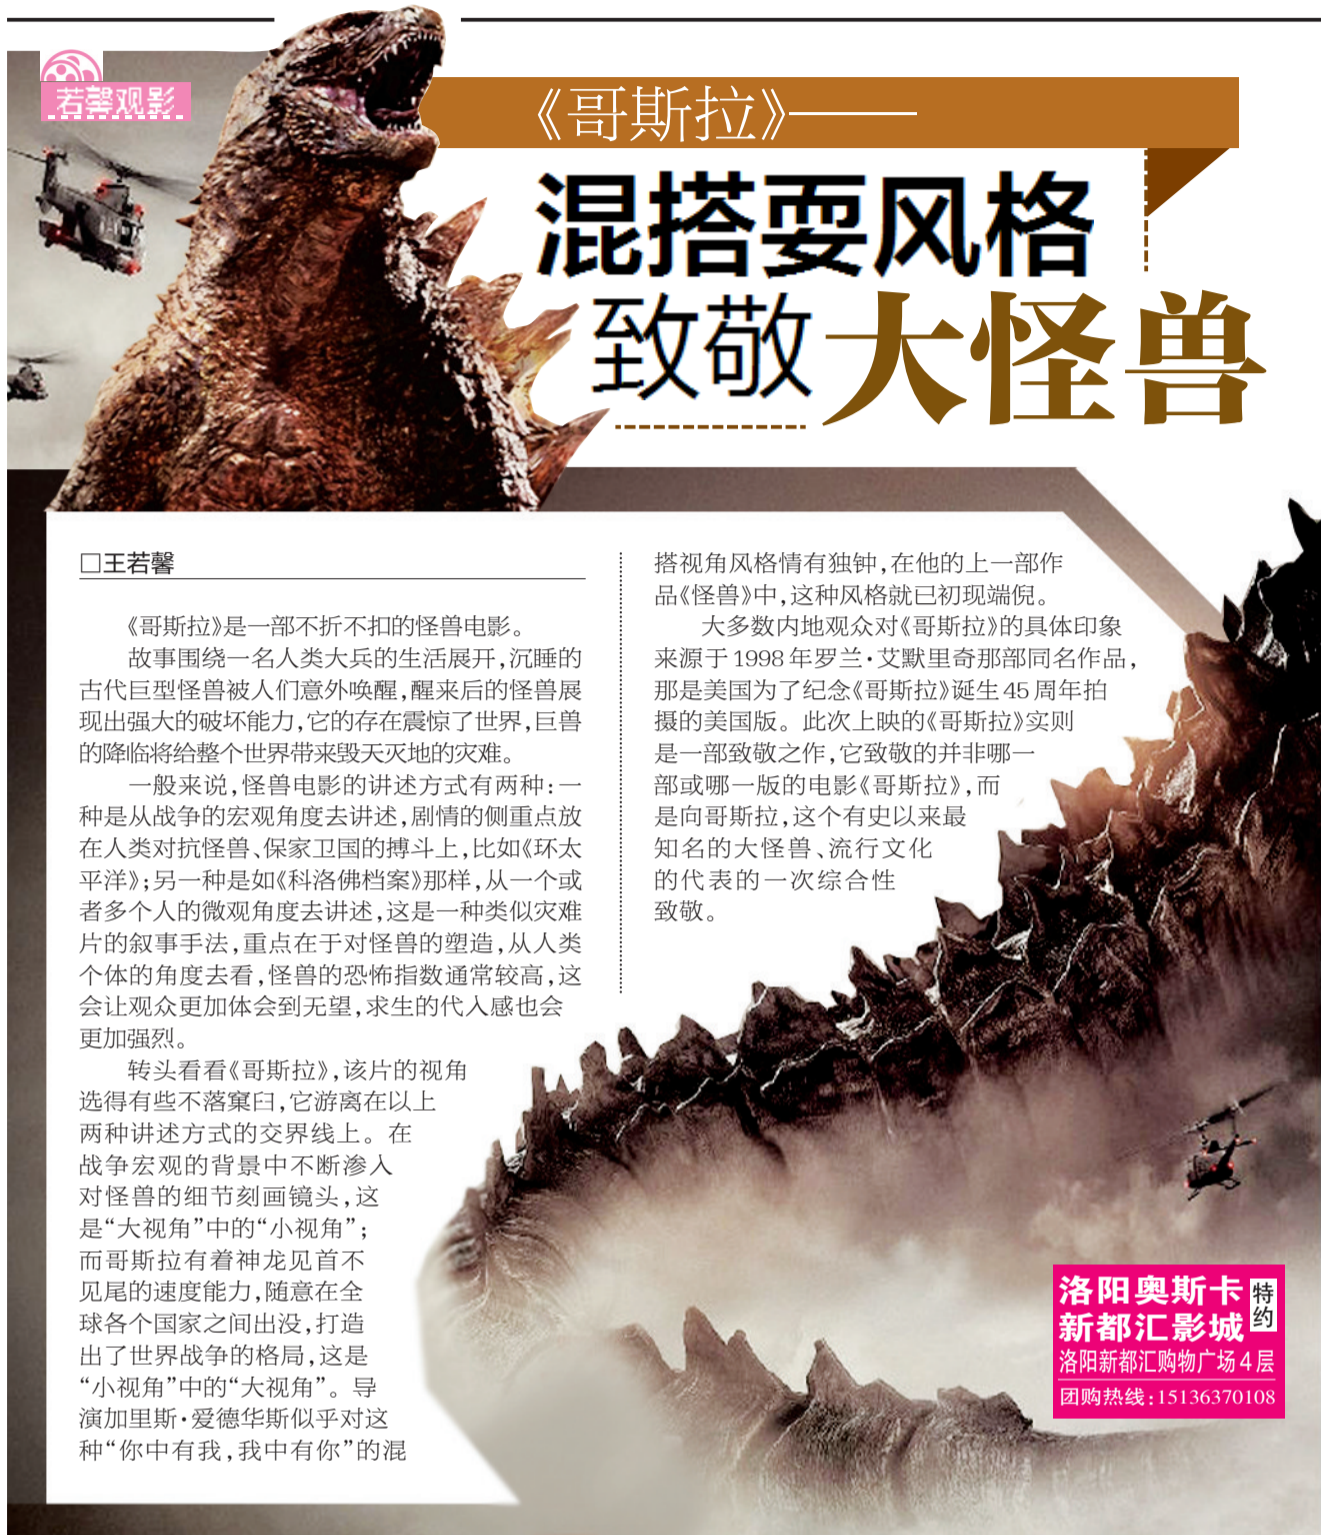 若馨观影
《哥斯拉》——
混搭耍风格
致敬大怪兽
□王若馨
《哥斯拉》是一部不折不扣的怪兽电影。
故事围绕一名人类大兵的生活展开，沉睡的
古代巨型怪兽被人们意外唤醒，醒来后的怪兽展
现出强大的破坏能力，它的存在震惊了世界，巨兽
的降临将给整个世界带来毁天灭地的灾难。
一般来说，怪兽电影的讲述方式有两种：一
种是从战争的宏观角度去讲述，剧情的侧重点放
在人类对抗怪兽、保家卫国的搏斗上，比如《环太
平洋》；另一种是如《科洛佛档案》那样，从一个或
者多个人的微观角度去讲述，这是一种类似灾难
片的叙事手法，重点在于对怪兽的塑造，从人类
个体的角度去看，怪兽的恐怖指数通常较高，这
会让观众更加体会到无望，求生的代入感也会
更加强烈。
转头看看《哥斯拉》，该片的视角
选得有些不落窠臼，它游离在以上
两种讲述方式的交界线上。在
战争宏观的背景中不断渗入
对怪兽的细节刻画镜头，这
是“大视角”中的“小视角”；
而哥斯拉有着神龙见首不
见尾的速度能力，随意在全
球各个国家之间出没，打造
出了世界战争的格局，这是
“小视角”中的“大视角”。导
演加里斯·爱德华斯似乎对这
种“你中有我，我中有你”的混
搭视角风格情有独钟，在他的上一部作
品《怪兽》中，这种风格就已初现端倪。
大多数内地观众对《哥斯拉》的具体印象
来源于1998年罗兰·艾默里奇那部同名作品，
那是美国为了纪念《哥斯拉》诞生45周年拍
摄的美国版。此次上映的《哥斯拉》实则
是一部致敬之作，它致敬的并非哪一
部或哪一版的电影《哥斯拉》，而
是向哥斯拉，这个有史以来最
知名的大怪兽、流行文化
的代表的一次综合性
致敬。
洛阳奥斯卡
新都汇影城
特约
洛阳新都汇购物广场4层
团购热线：15136370108